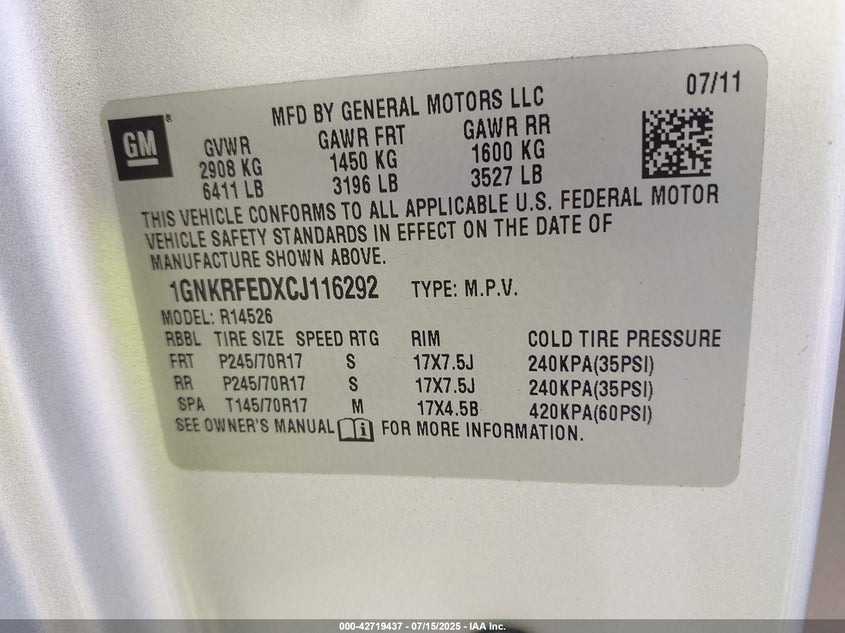 07/11
GM®
MFD BY GENERAL MOTORS LLC
GVWR GAWR FRT GAWR RR
2908 KG 1450 KG 1600 KG
6411 LB 3196 LB 3527 LB
THIS VEHICLE CONFORMS TO ALL APPLICABLE U.S. FEDERAL MOTOR
VEHICLE SAFETY STANDARDS IN EFFECT ON THE DATE OF
MANUFACTURE SHOWN ABOVE.
1GNKRFEDXCJ116292 TYPE: M.P.V.
MODEL: R14526
RBBL TIRE SIZE SPEED RTG RIM COLD TIRE PRESSURE
FRT P245/70R17 S 17X7.5J 240KPA(35PSI)
RR P245/70R17 S 17X7.5J 240KPA(35PSI)
SPA T145/70R17 M 17X4.5B 420KPA(60PSI)
SEE OWNER'S MANUAL FOR MORE INFORMATION.
000-42719437 - 07/15/2025 - IAA Inc.